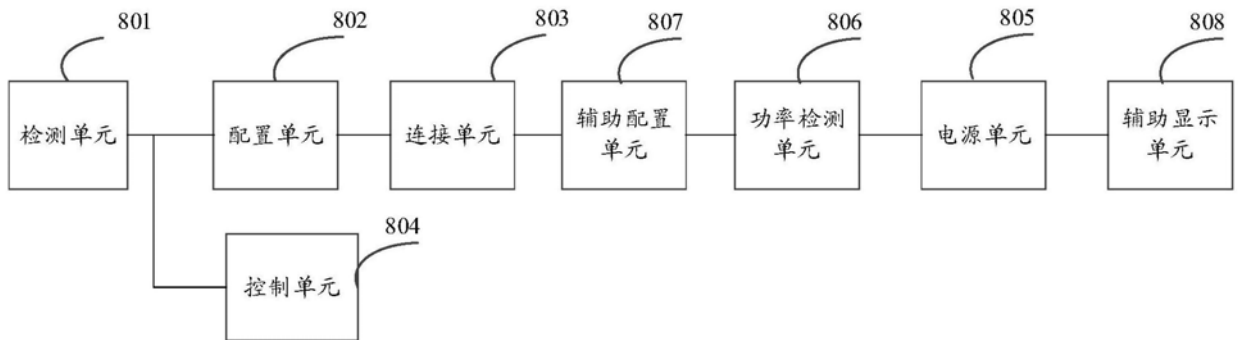 801
802
803
807
806
805
808
检测单元
配置单元
连接单元
辅助配置
单元
功率检测
单元
电源单元
辅助显示
单元
804
控制单元